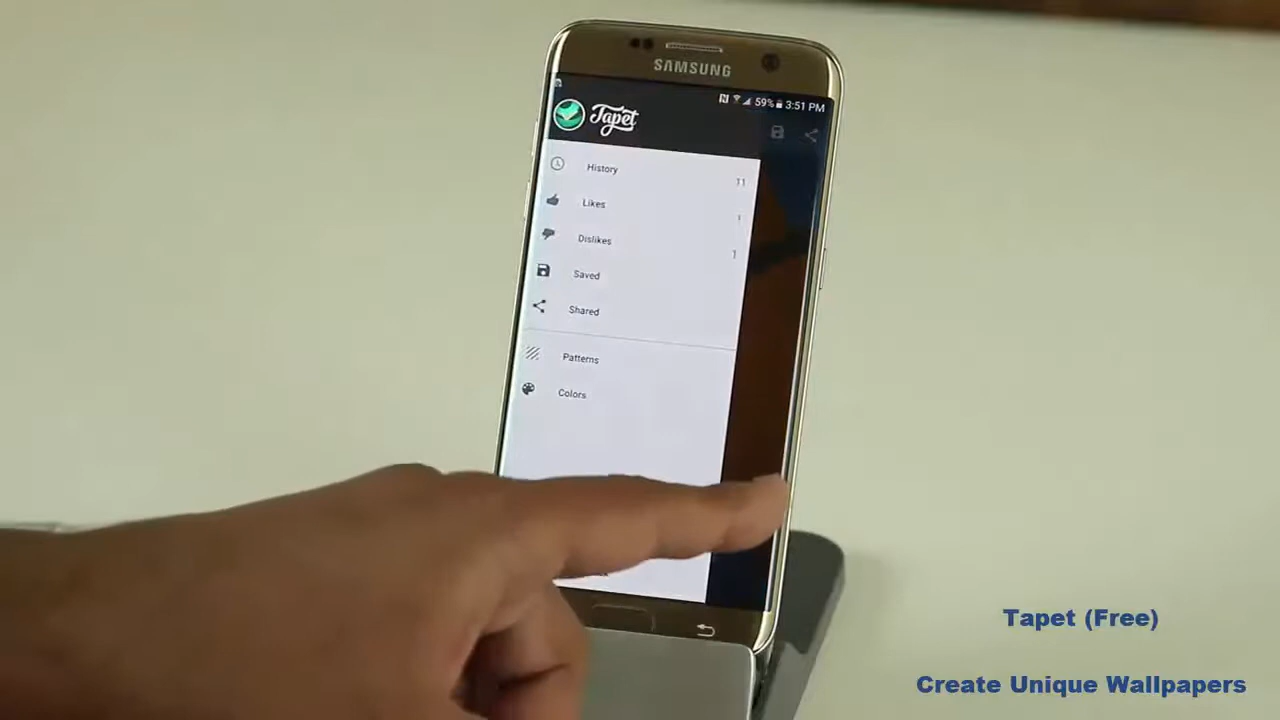 SAMSUNG
59% 3:51 PM
Tapet
History 11
Likes 1
Dislikes 1
Saved
Shared
Patterns
Colors
Tapet (Free)
Create Unique Wallpapers